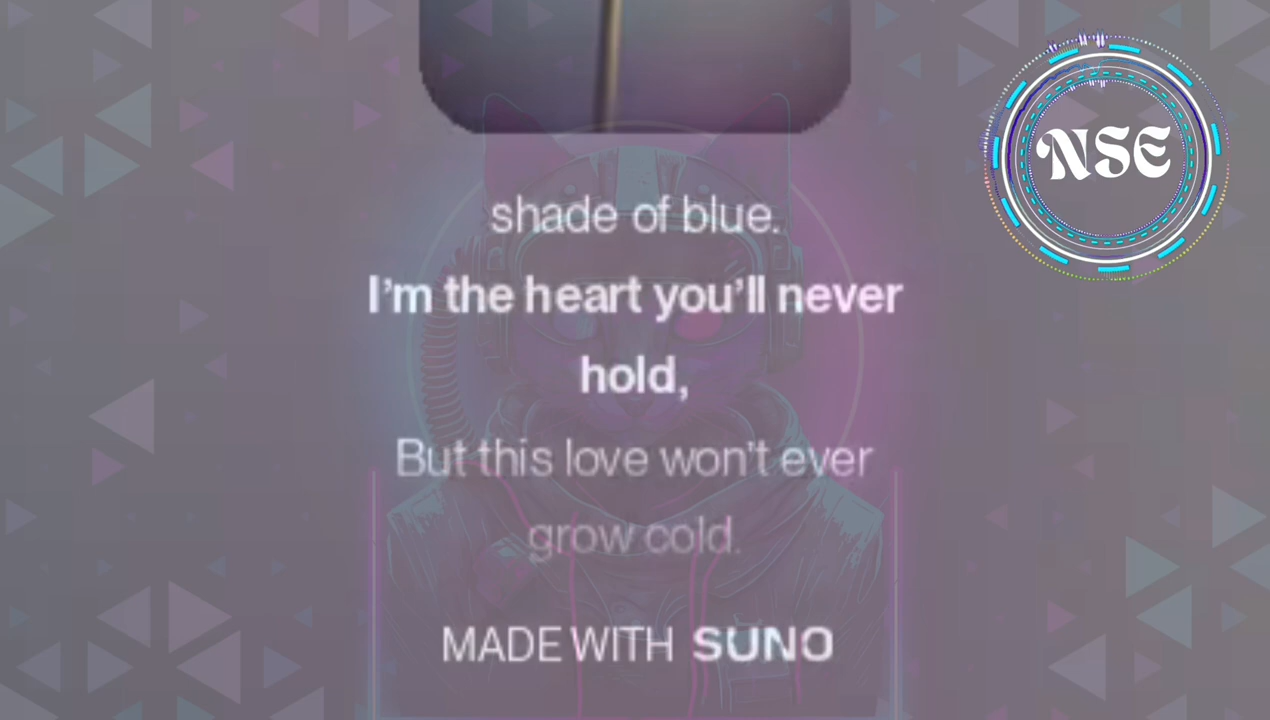 NSE
shade of blue.
I'm the heart you'll never
hold,
But this love won't ever
grow cold.
MADE WITH SUNO